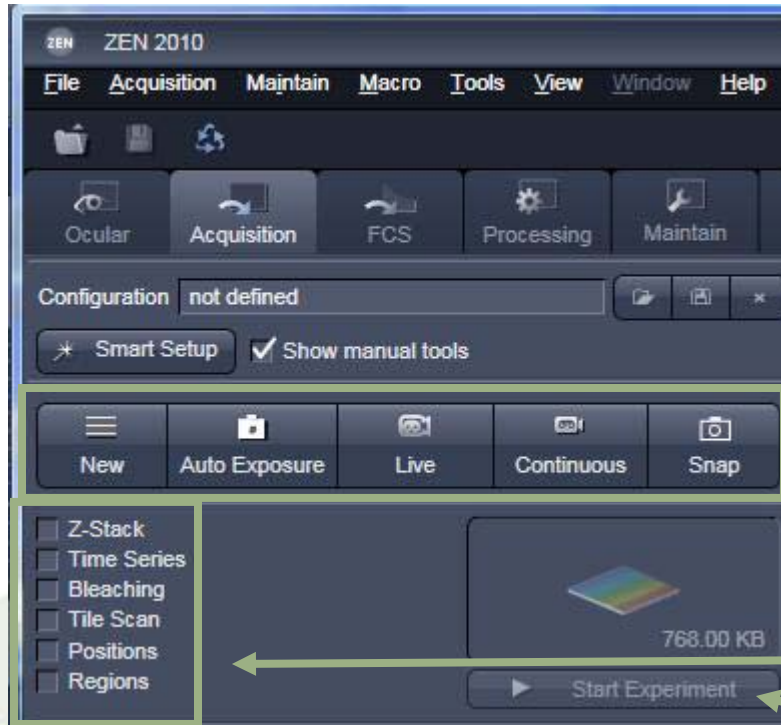 ZEN ZEN 2010
File Acquisition Maintain Macro Tools View Window Help
Ocular Acquisition FCS Processing Maintain
Configuration not defined
Smart Setup Show manual tools
New Auto Exposure Live Continuous Snap
Z-Stack
Time Series
Bleaching
Tile Scan
Positions
Regions
768.00 KB
Start Experiment